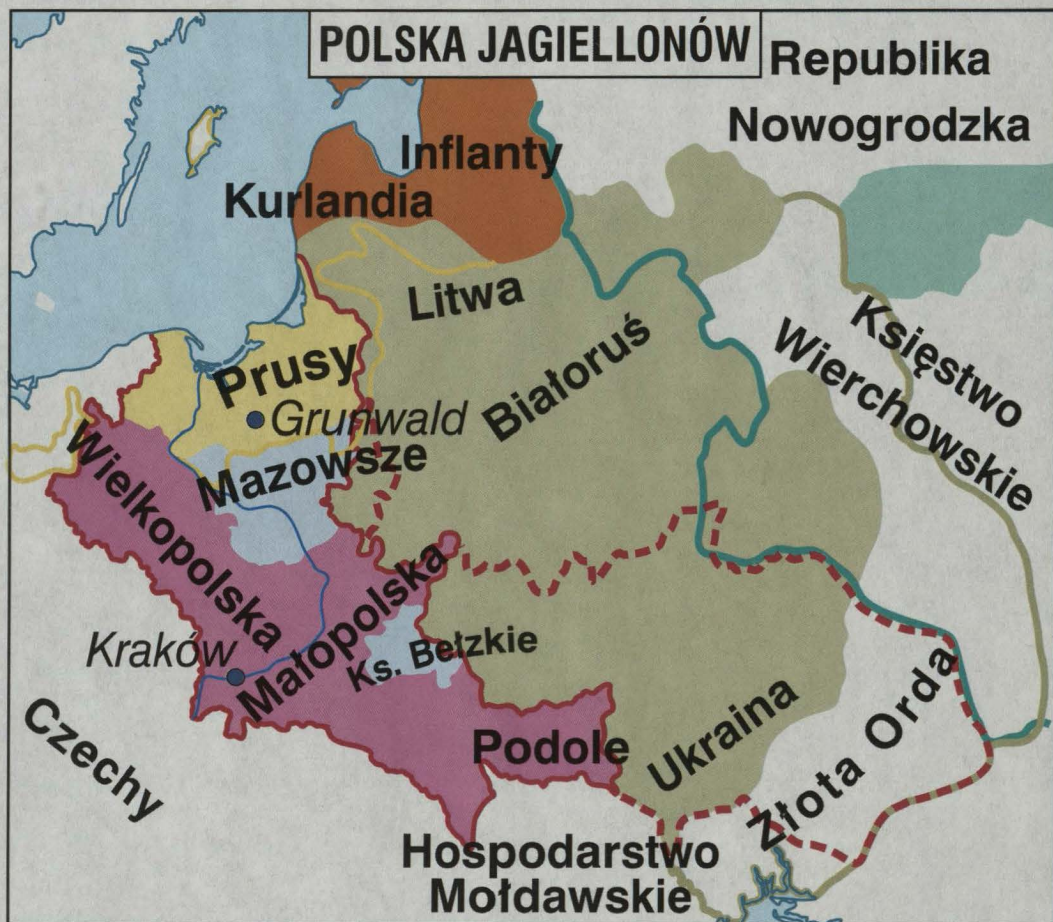 POLSKA JAGIELLONÓW
Republika
Nowogrodzka
Inflanty
Kurlandia
Litwa
Białoruś
Księstwo
Wierchowskie
Prusy
Grunwald
Mazowsze
Wielkopolska
Małopolska
Kraków
Ks. Bełzkie
Czechy
Podole
Ukraina
Złota Orda
Hospodarstwo
Mołdawskie